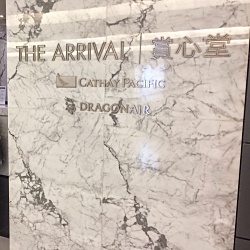 THE ARRIVAL | 賞心堂
CATHAY PACIFIC
DRAGONAIR